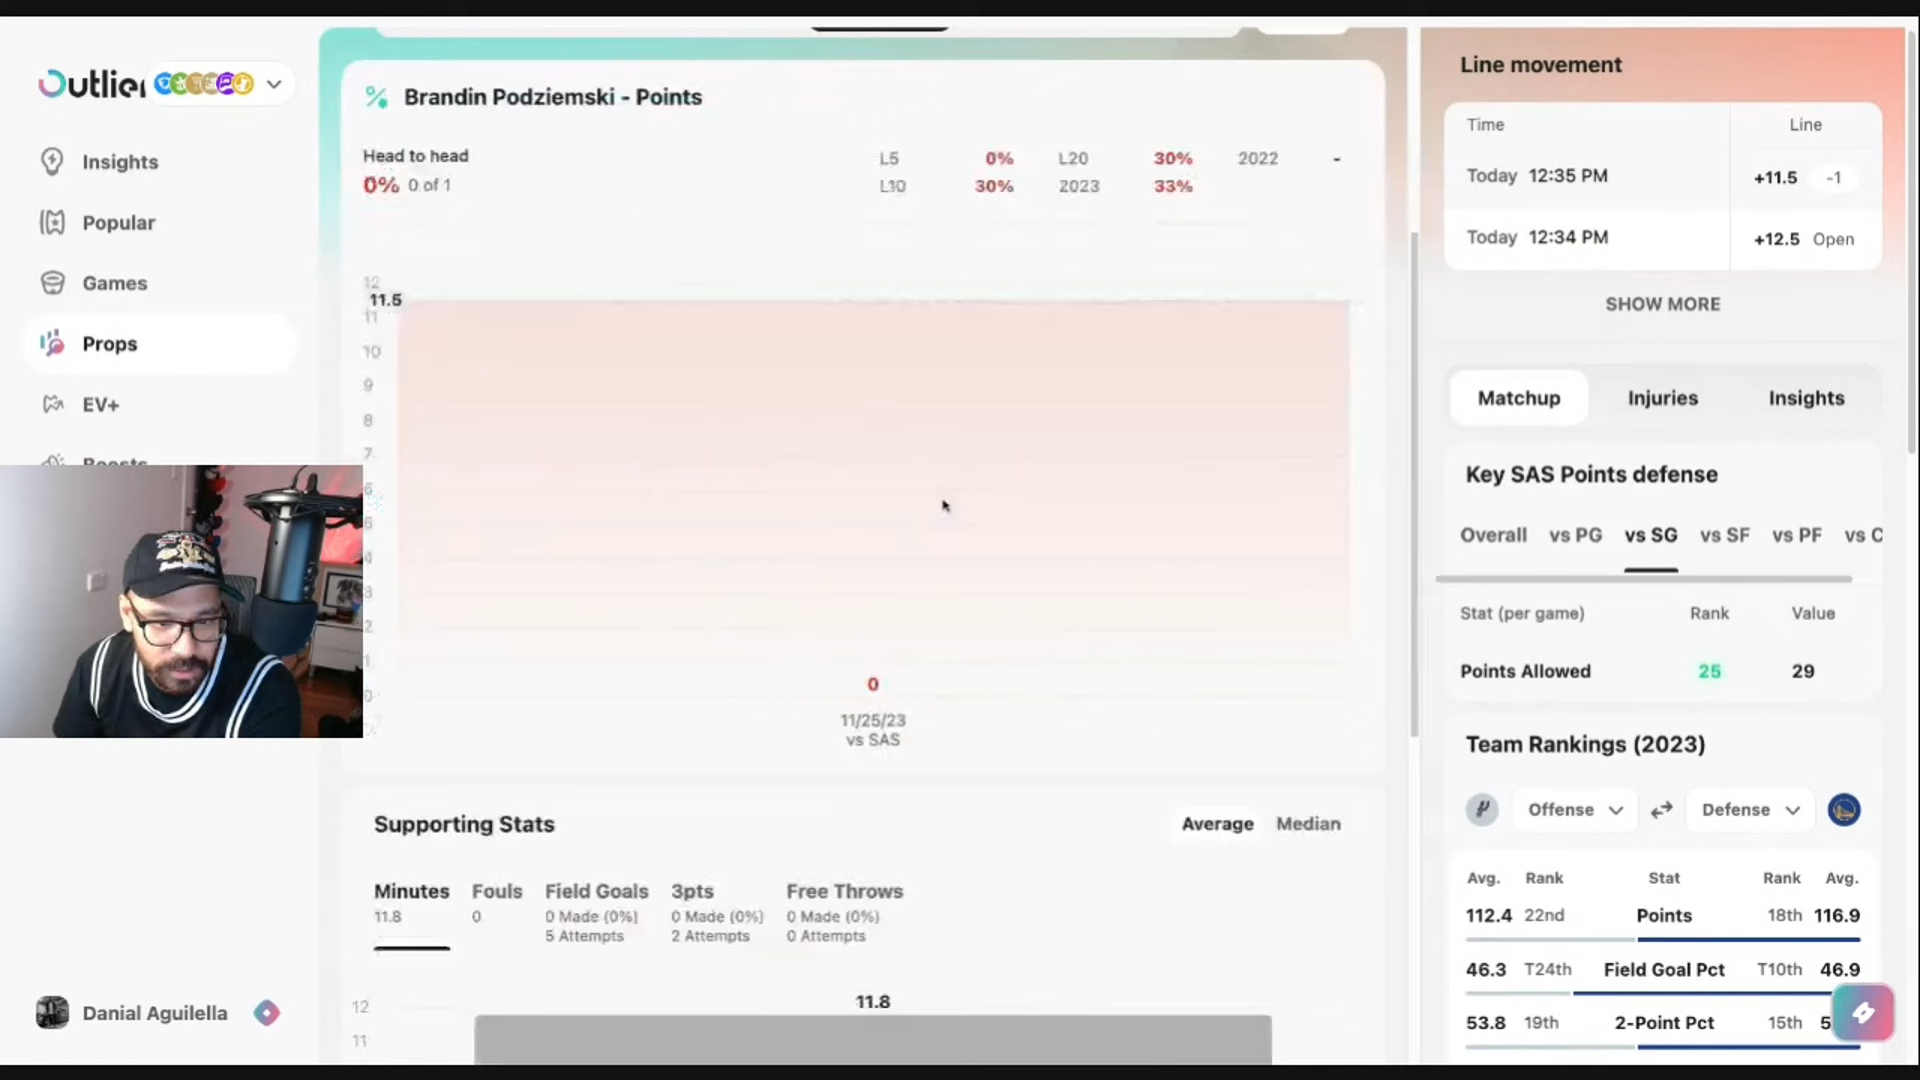 Outlier
Insights
Popular
Games
Props
EV+
Boosts
Danial Aguilella
Brandin Podziemski - Points
Head to head
0% 0 of 1
L5 0% L20 30% 2022 -
L10 30% 2023 33%
12
11.5
11
10
9
8
7
6
3
2
1
0
0
11/25/23
vs SAS
Supporting Stats
Average Median
Minutes Fouls Field Goals 3pts Free Throws
11.8 0 0 Made (0%) 0 Made (0%) 0 Made (0%)
5 Attempts 2 Attempts 0 Attempts
11.8
12
11
Line movement
Time Line
Today 12:35 PM +11.5 -1
Today 12:34 PM +12.5 Open
SHOW MORE
Matchup Injuries Insights
Key SAS Points defense
Overall vs PG vs SG vs SF vs PF vs C
Stat (per game) Rank Value
Points Allowed 25 29
Team Rankings (2023)
Offense Defense
Avg. Rank Stat Rank Avg.
112.4 22nd Points 18th 116.9
46.3 T24th Field Goal Pct T10th 46.9
53.8 19th 2-Point Pct 15th